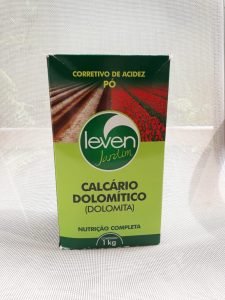 CORRETIVO DE ACIDEZ
PÓ
leven
Jardim
CALCÁRIO
DOLOMÍTICO
(DOLOMITA)
NUTRIÇÃO COMPLETA
1 kg